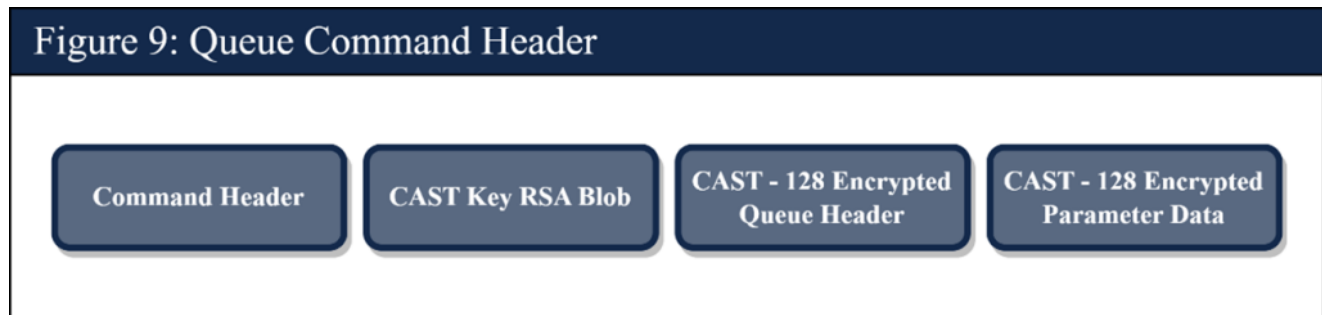 Figure 9: Queue Command Header
Command Header
CAST Key RSA Blob
CAST - 128 Encrypted
Queue Header
CAST - 128 Encrypted
Parameter Data